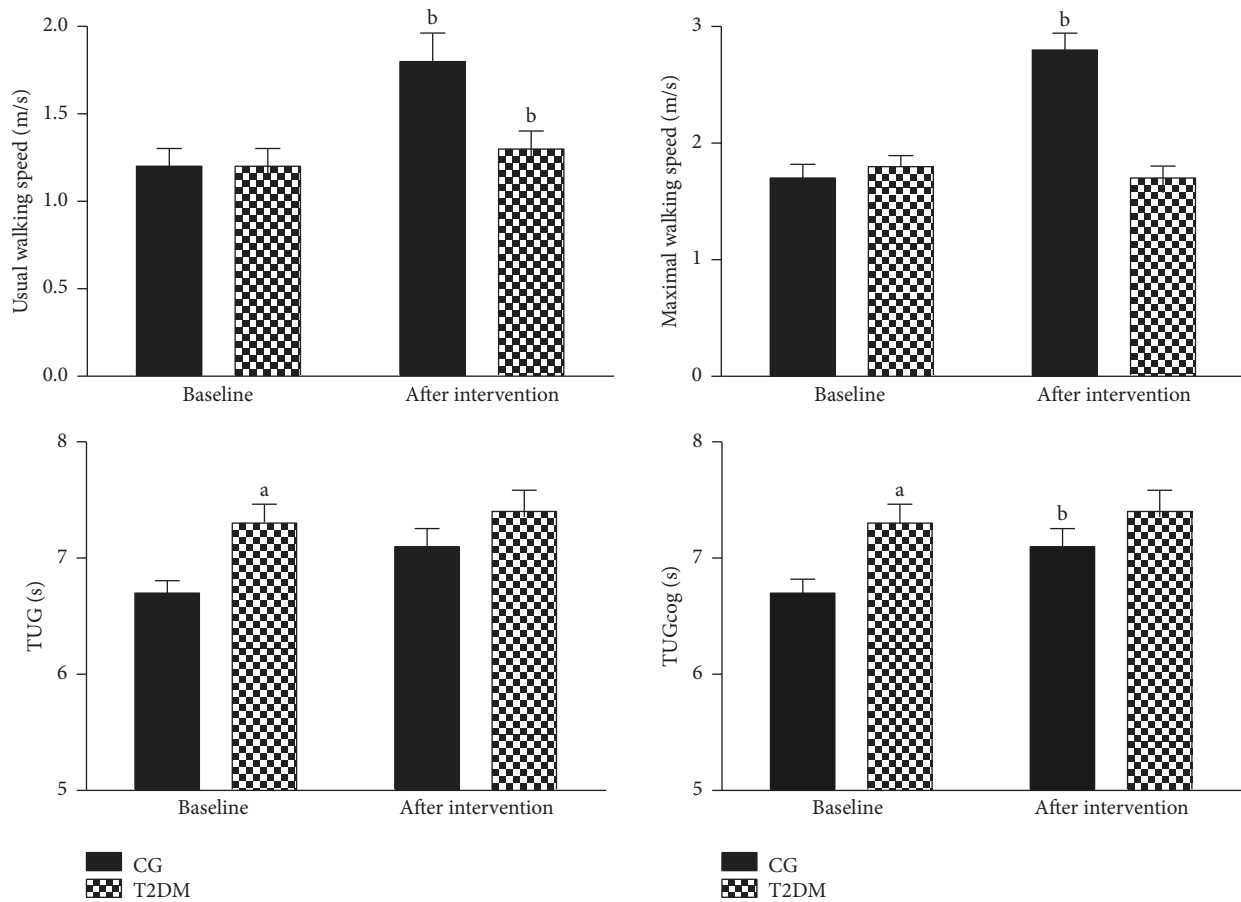 Usual walking speed (m/s)
2.0
1.5
1.0
0.5
0.0
b
b
Baseline
After intervention
Maximal walking speed (m/s)
3
2
1
0
b
Baseline
After intervention
TUG (s)
8
7
6
5
a
Baseline
After intervention
CG
T2DM
TUGcog (s)
8
7
6
5
a
b
Baseline
After intervention
CG
T2DM